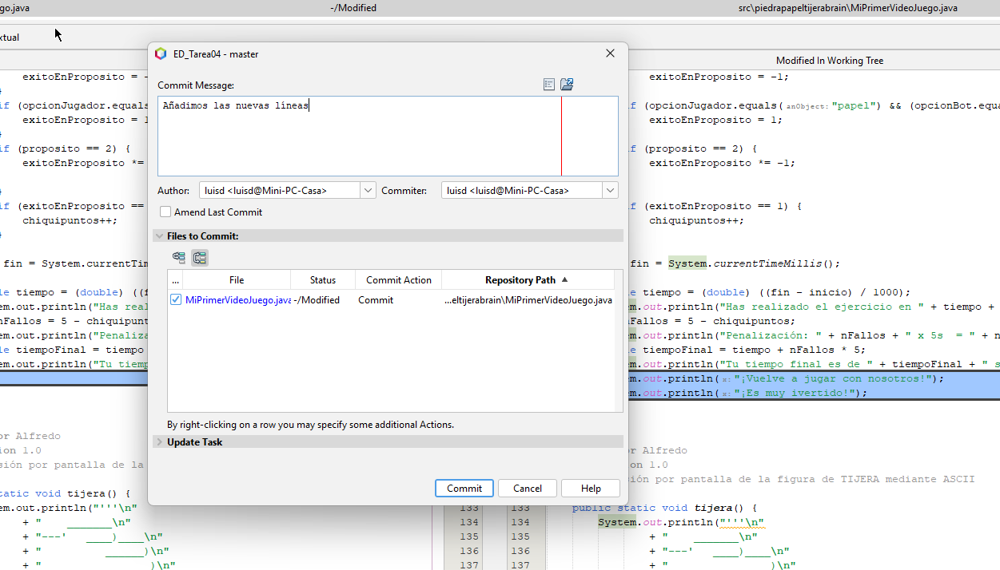 go.java
-/Modified
src\piedrapapeltijerabrain\MiPrimerVideoJuego.java
xtual
Modified In Working Tree
ED_Tarea04 - master
Commit Message:
Añadimos las nuevas líneas
Author:
luisd <luisd@Mini-PC-Casa>
Commiter:
luisd <luisd@Mini-PC-Casa>
Amend Last Commit
Files to Commit:
... File Status Commit Action Repository Path
MiPrimerVideoJuego.java -/Modified Commit ...eltijerabrain\MiPrimerVideoJuego.java
By right-clicking on a row you may specify some additional Actions.
Update Task
Commit Cancel Help
exitoEnProposito = -
if (opcionJugador.equals
exitoEnProposito = 1
if (proposito == 2) {
exitoEnProposito *=
if (exitoEnProposito ==
chiquipuntos++;
fin = System.currentTim
le tiempo = (double) ((f
em.out.println("Has real
nFallos = 5 - chiquipunt
em.out.println("Penaliza
le tiempoFinal = tiempo
em.out.println("Tu tiemp
or Alfredo
ion 1.0
sión por pantalla de la
tatic void tijera() {
em.out.println("'''\n"
+ " _______\n"
+ "---' ____)____\n"
+ " ______)\n"
+ " __________)\n"
exitoEnProposito = -1;
if (opcionJugador.equals( anObject: "papel") && (opcionBot.equa
exitoEnProposito = 1;
if (proposito == 2) {
exitoEnProposito *= -1;
if (exitoEnProposito == 1) {
chiquipuntos++;
fin = System.currentTimeMillis();
le tiempo = (double) ((fin - inicio) / 1000);
em.out.println("Has realizado el ejercicio en " + tiempo +
nFallos = 5 - chiquipuntos;
em.out.println("Penalización: " + nFallos + " x 5s  = " + n
le tiempoFinal = tiempo + nFallos * 5;
em.out.println("Tu tiempo final es de " + tiempoFinal + " s
em.out.println( x: "¡Vuelve a jugar con nosotros!");
em.out.println( x: "¡Es muy ivertido!");
or Alfredo
on 1.0
ión por pantalla de la figura de TIJERA mediante ASCII
133 133 public static void tijera() {
134 134 System.out.println("'''\n"
135 135 + " _______\n"
136 136 + "---' ____)____\n"
137 137 + " ______)\n"